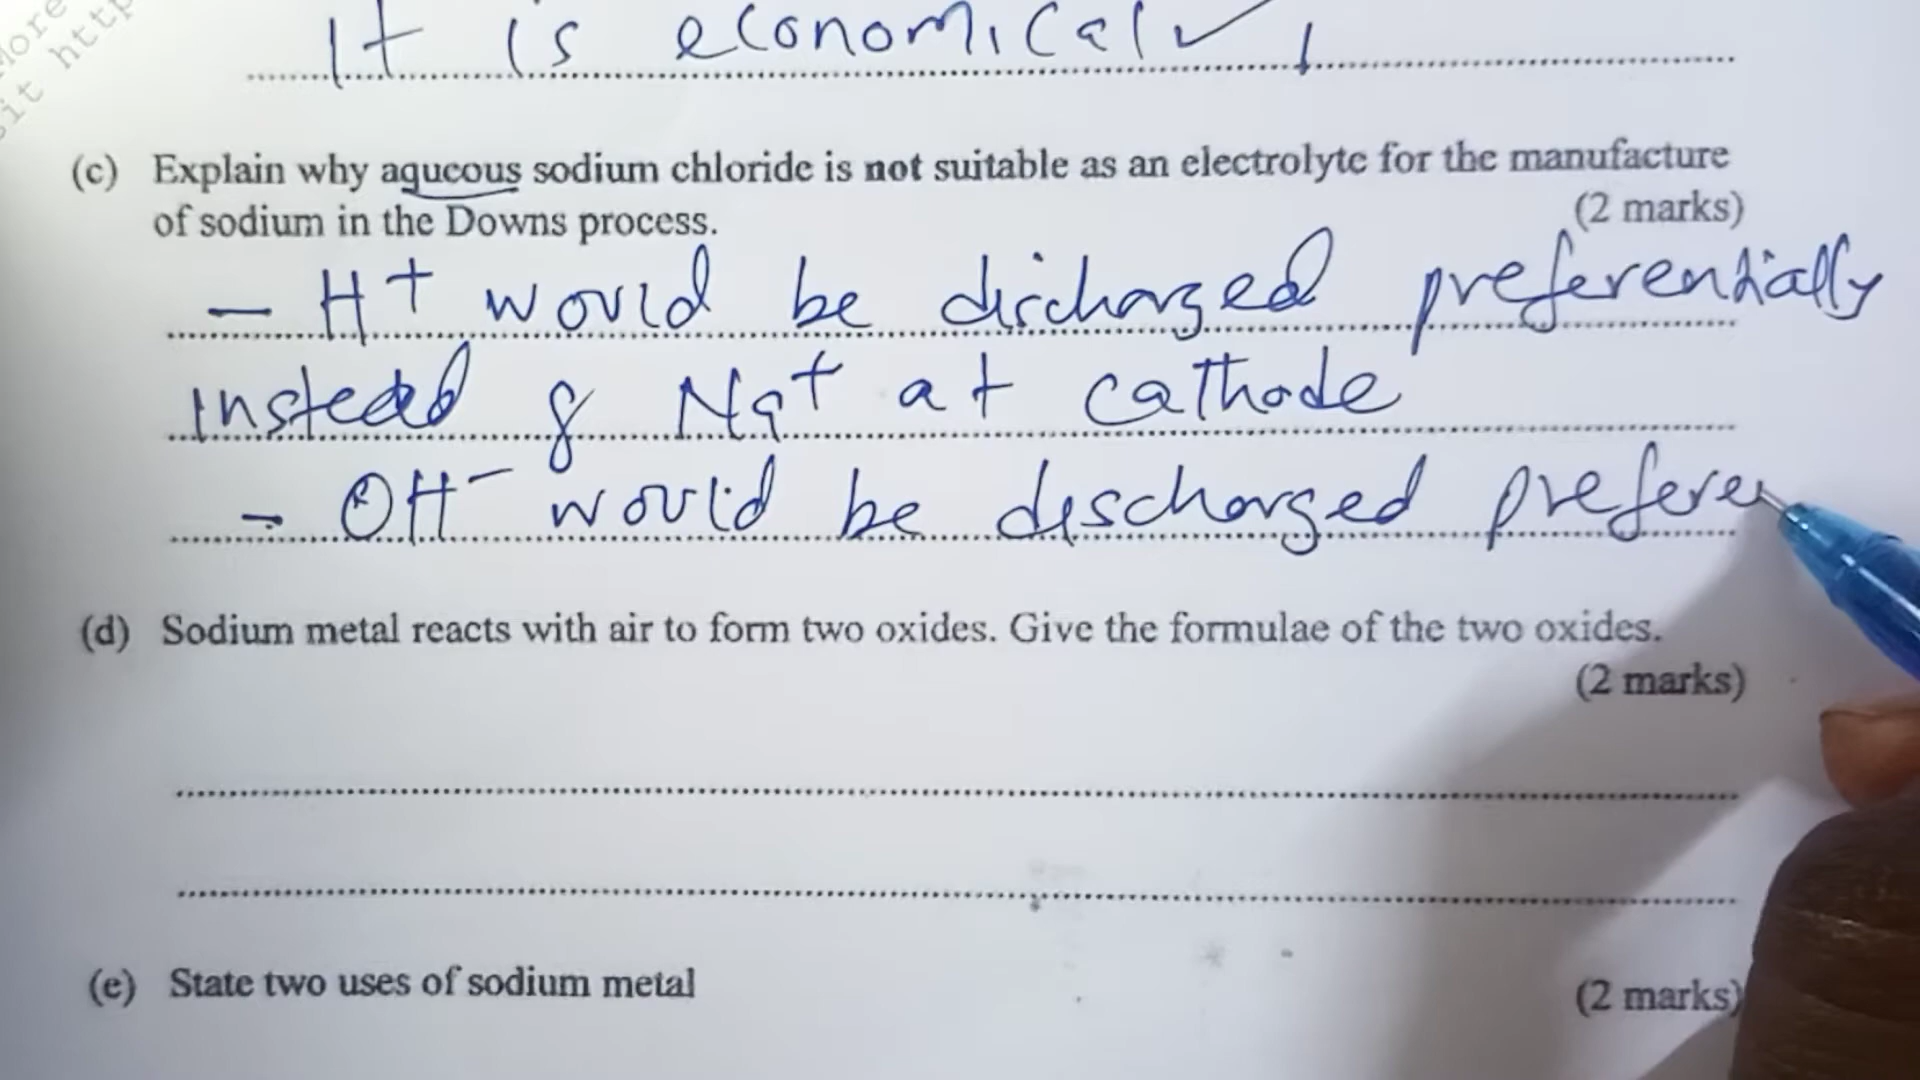 More
sit http
It is economical
(c) Explain why aqueous sodium chloride is not suitable as an electrolyte for the manufacture
of sodium in the Downs process.
(2 marks)
- H+ would be discharged preferentially
instead of Na+ at cathode
- OH- would be discharged prefere
(d) Sodium metal reacts with air to form two oxides. Give the formulae of the two oxides.
(2 marks)
(e) State two uses of sodium metal
(2 marks)